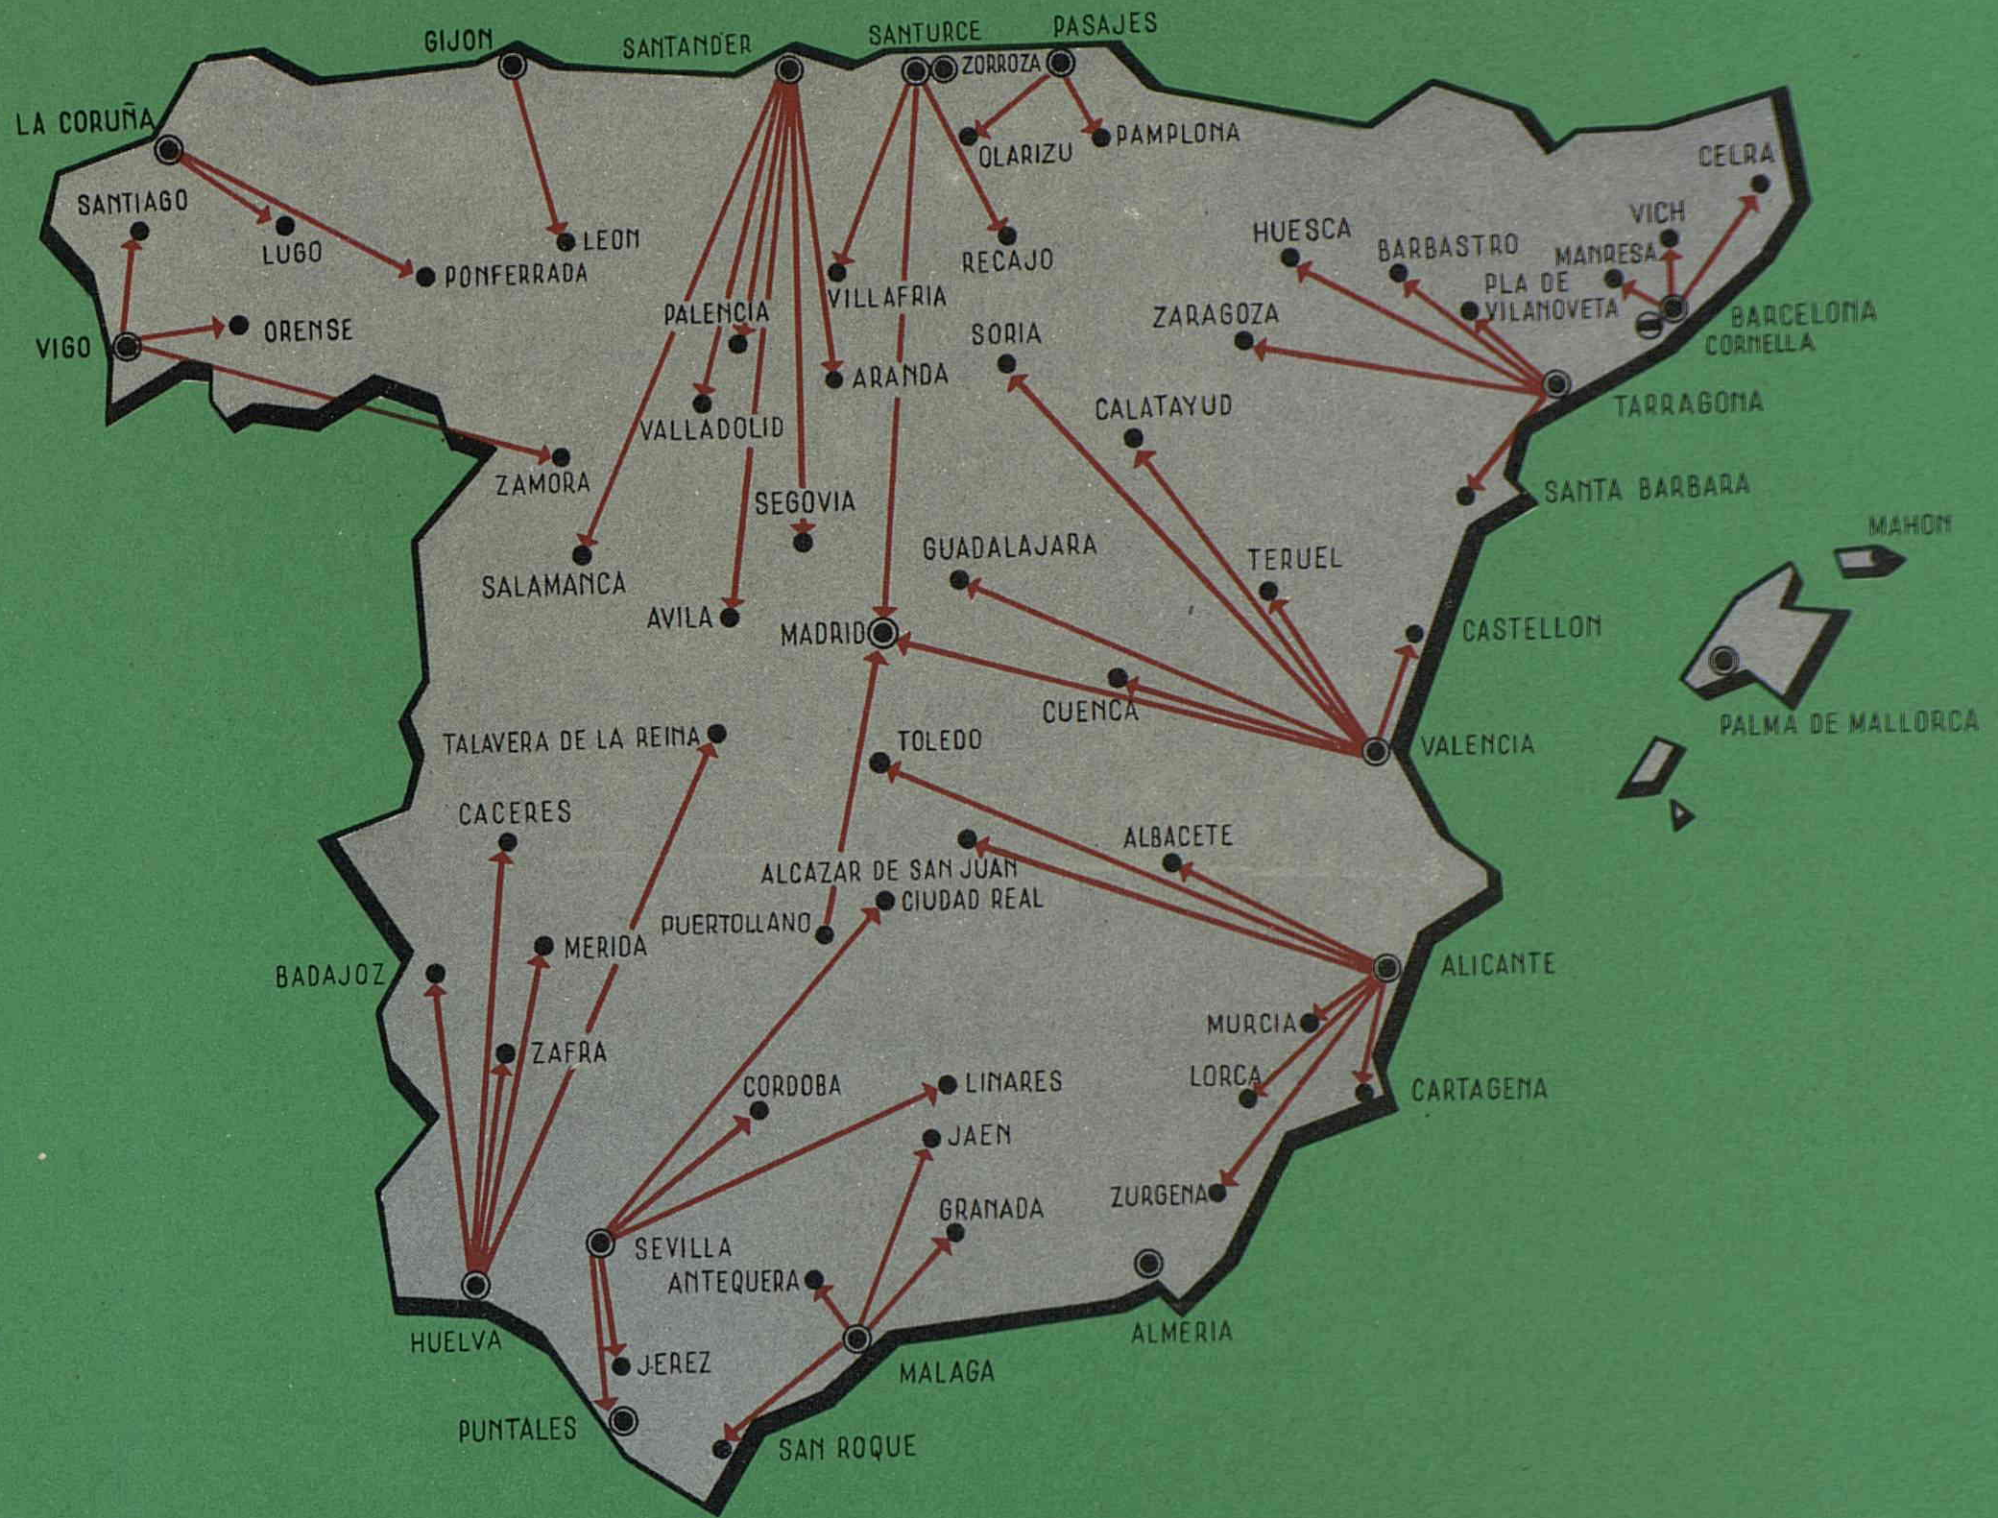 GIJON
SANTANDER
SANTURCE
PASAJES
ZORROZA
LA CORUÑA
OLARIZU
PAMPLONA
CELRA
SANTIAGO
LUGO
PONFERRADA
LEON
VILLAFRIA
RECAJO
HUESCA
BARBASTRO
VICH
MANRESA
PLA DE
VILANOVETA
BARCELONA
CORNELLA
VIGO
ORENSE
PALENCIA
SORIA
ZARAGOZA
ARANDA
VALLADOLID
CALATAYUD
TARRAGONA
ZAMORA
SEGOVIA
SANTA BARBARA
MAHON
SALAMANCA
GUADALAJARA
TERUEL
AVILA
MADRID
CASTELLON
CUENCA
PALMA DE MALLORCA
TALAVERA DE LA REINA
TOLEDO
VALENCIA
CACERES
ALBACETE
ALCAZAR DE SAN JUAN
CIUDAD REAL
PUERTOLLANO
MERIDA
BADAJOZ
ALICANTE
MURCIA
ZAFRA
CORDOBA
LINARES
LORCA
CARTAGENA
JAEN
ZURGENA
GRANADA
SEVILLA
ANTEQUERA
HUELVA
ALMERIA
JEREZ
MALAGA
PUNTALES
SAN ROQUE